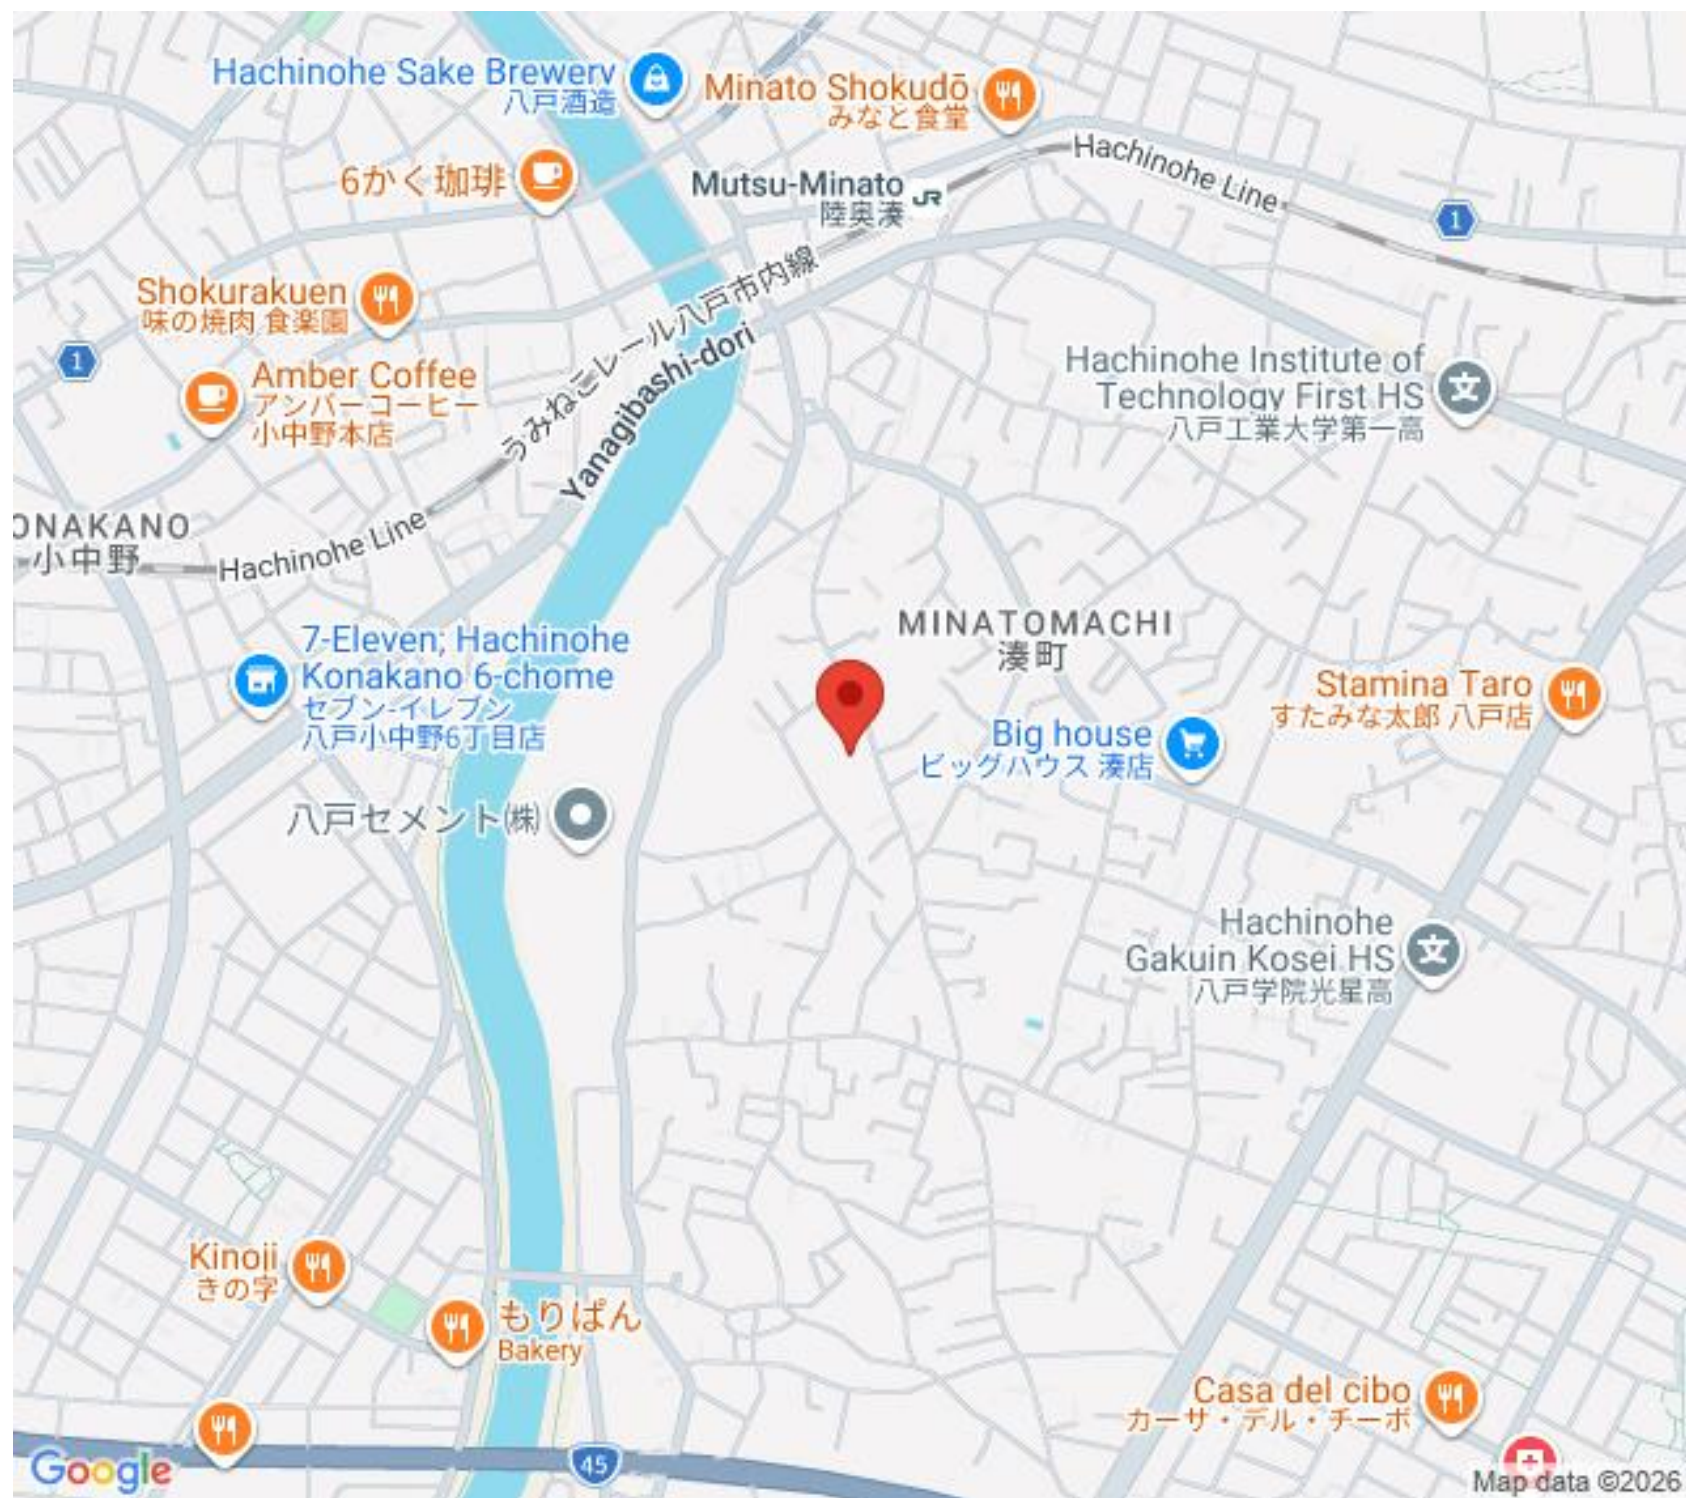 Hachinohe Sake Brewery
八戸酒造
Minato Shokudō
みなと食堂
Hachinohe Line
6かく珈琲
Mutsu-Minato
陸奥湊
JR
1
Shokurakuen
味の焼肉 食楽園
うみねこレール八戸市内線
Yanagibashi-dori
1
Amber Coffee
アンバーコーヒー
小中野本店
Hachinohe Institute of
Technology First HS
八戸工業大学第一高
文
ONAKANO
小中野
Hachinohe Line
7-Eleven; Hachinohe
Konakano 6-chome
セブン-イレブン
八戸小中野6丁目店
MINATOMACHI
湊町
Stamina Taro
すたみな太郎 八戸店
Big house
ビッグハウス 湊店
八戸セメント㈱
Hachinohe
Gakuin Kosei HS
八戸学院光星高
文
Kinoji
きの字
もりぱん
Bakery
Casa del cibo
カーサ・デル・チーボ
45
Google
Map data ©2026